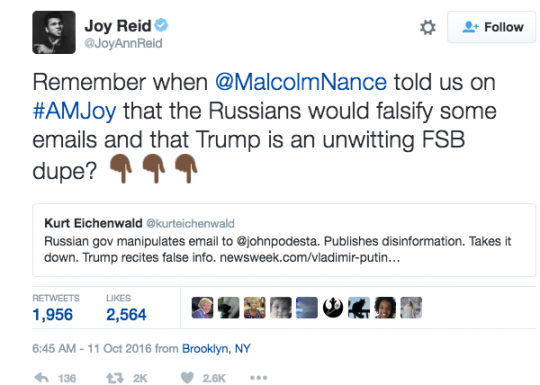 Joy Reid
@JoyAnnReid
Follow
Remember when @MalcolmNance told us on
#AMJoy that the Russians would falsify some
emails and that Trump is an unwitting FSB
dupe? 👇🏾👇🏾👇🏾
Kurt Eichenwald @kurteichenwald
Russian gov manipulates email to @johnpodesta. Publishes disinformation. Takes it
down. Trump recites false info. newsweek.com/vladimir-putin...
RETWEETS LIKES
1,956 2,564
6:45 AM - 11 Oct 2016 from Brooklyn, NY
136 2K 2.6K